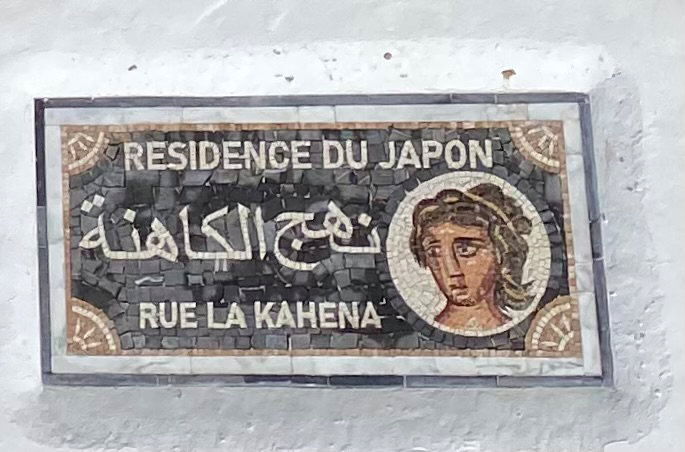 RESIDENCE DU JAPON
نهج الكاهنة
RUE LA KAHENA